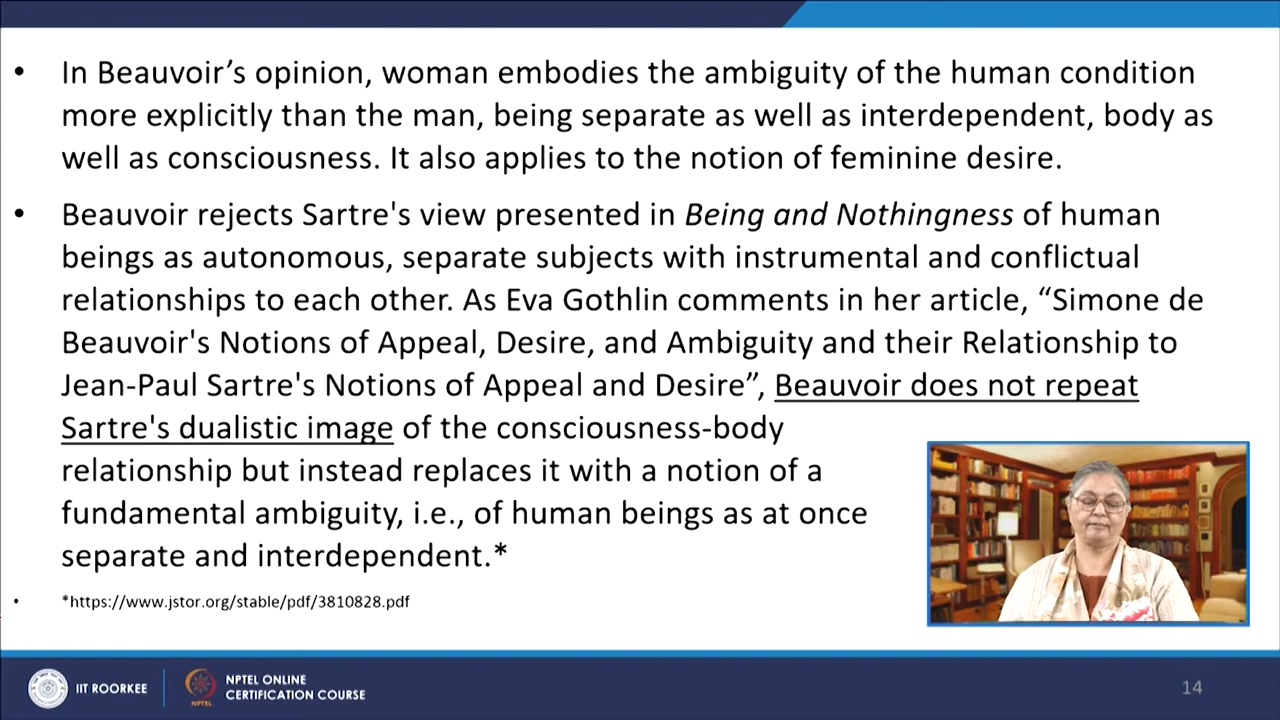 • In Beauvoir’s opinion, woman embodies the ambiguity of the human condition
more explicitly than the man, being separate as well as interdependent, body as
well as consciousness. It also applies to the notion of feminine desire.
• Beauvoir rejects Sartre's view presented in Being and Nothingness of human
beings as autonomous, separate subjects with instrumental and conflictual
relationships to each other. As Eva Gothlin comments in her article, “Simone de
Beauvoir's Notions of Appeal, Desire, and Ambiguity and their Relationship to
Jean-Paul Sartre's Notions of Appeal and Desire”, Beauvoir does not repeat
Sartre's dualistic image of the consciousness-body
relationship but instead replaces it with a notion of a
fundamental ambiguity, i.e., of human beings as at once
separate and interdependent.*
• *https://www.jstor.org/stable/pdf/3810828.pdf
IIT ROORKEE
NPTEL
NPTEL ONLINE
CERTIFICATION COURSE
14